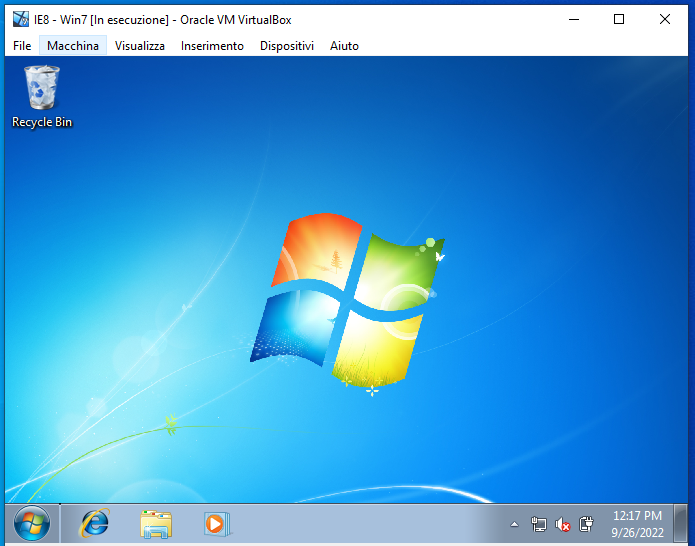 IE8 - Win7 [In esecuzione] - Oracle VM VirtualBox
File Macchina Visualizza Inserimento Dispositivi Aiuto
Recycle Bin
12:17 PM
9/26/2022